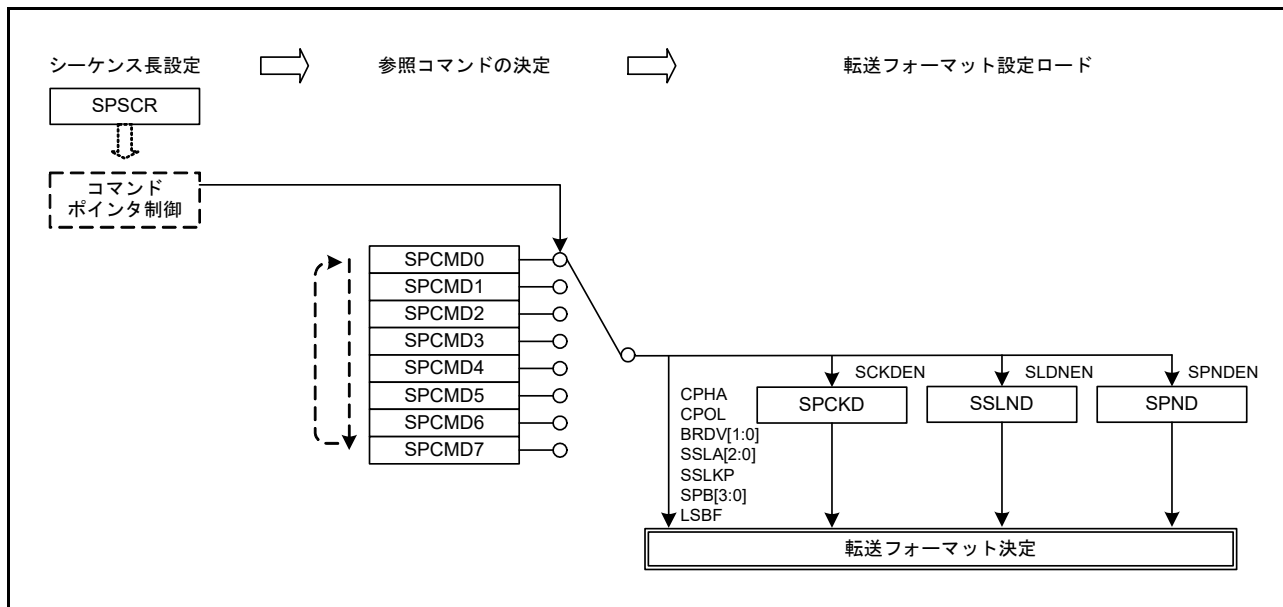 シーケンス長設定
参照コマンドの決定
転送フォーマット設定ロード
SPSCR
コマンド
ポインタ制御
SPCMD0
SPCMD1
SPCMD2
SPCMD3
SPCMD4
SPCMD5
SPCMD6
SPCMD7
CPHA
CPOL
BRDV[1:0]
SSLA[2:0]
SSLKP
SPB[3:0]
LSBF
SCKDEN
SPCKD
SLDNEN
SSLND
SPNDEN
SPND
転送フォーマット決定